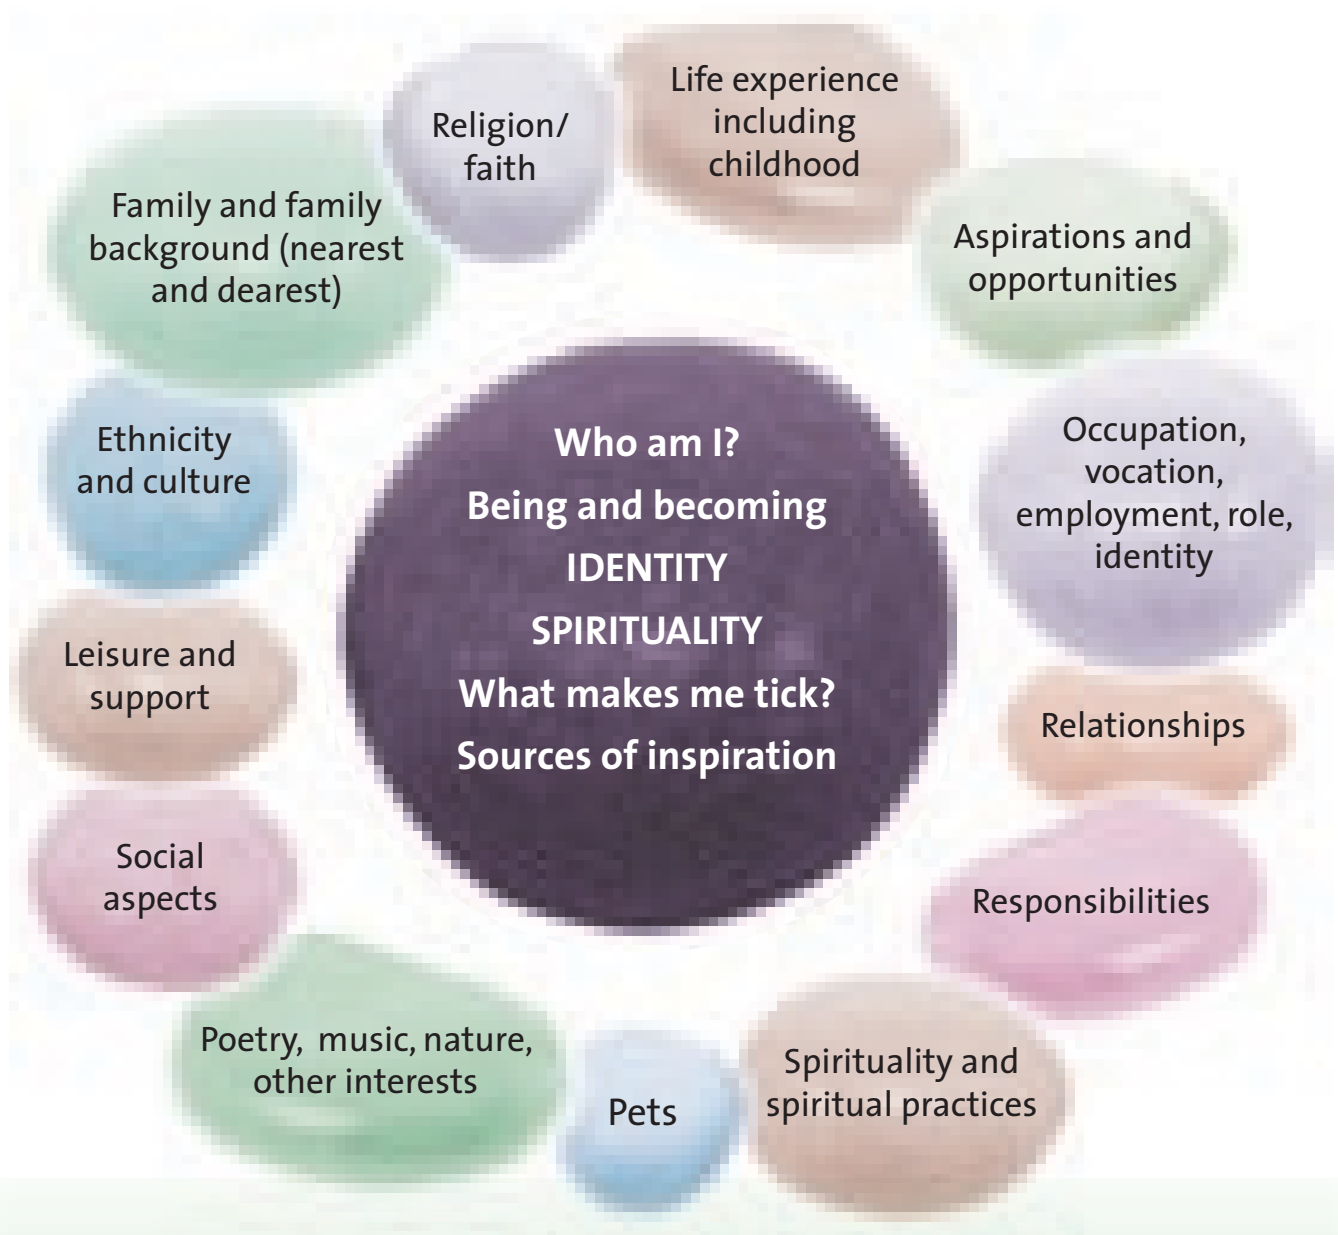 Religion/
faith
Life experience
including
childhood
Aspirations and
opportunities
Occupation,
vocation,
employment, role,
identity
Relationships
Responsibilities
Spirituality and
spiritual practices
Pets
Poetry,  music, nature,
other interests
Social
aspects
Leisure and
support
Ethnicity
and culture
Family and family
background (nearest
and dearest)
Who am I?
Being and becoming
IDENTITY
SPIRITUALITY
What makes me tick?
Sources of inspiration